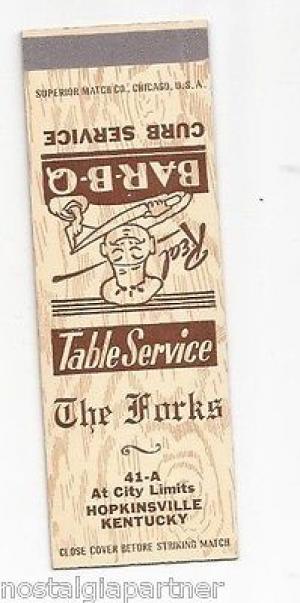 SUPERIOR MATCH CO., CHICAGO, U.S.A.
CURB SERVICE
BAR-B-Q
Real
Table Service
The Forks
41-A
At City Limits
HOPKINSVILLE
KENTUCKY
CLOSE COVER BEFORE STRIKING MATCH
nostalgiapartner